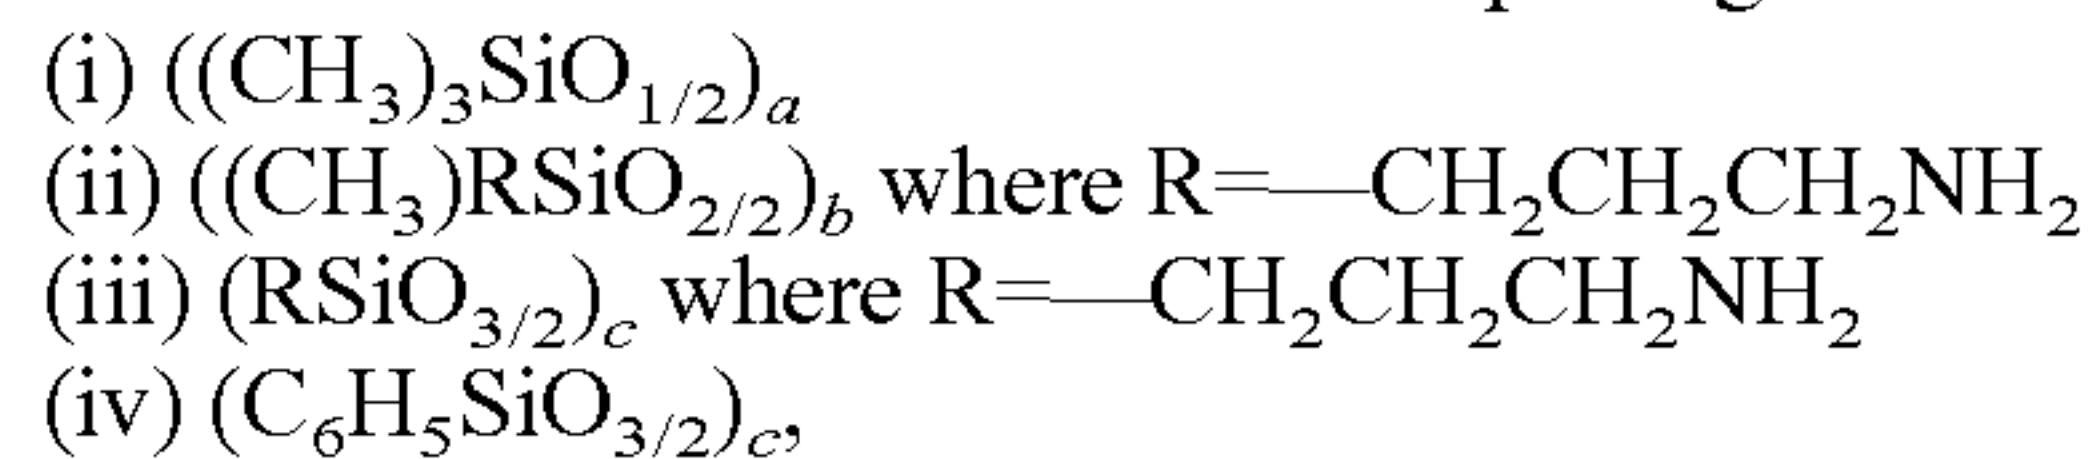 (i) ((CH₃)₃SiO₁/₂)ₐ
(ii) ((CH₃)RSiO₂/₂)b where R=—CH₂CH₂CH₂NH₂
(iii) (RSiO₃/₂)c where R=—CH₂CH₂CH₂NH₂
(iv) (C₆H₅SiO₃/₂)c,